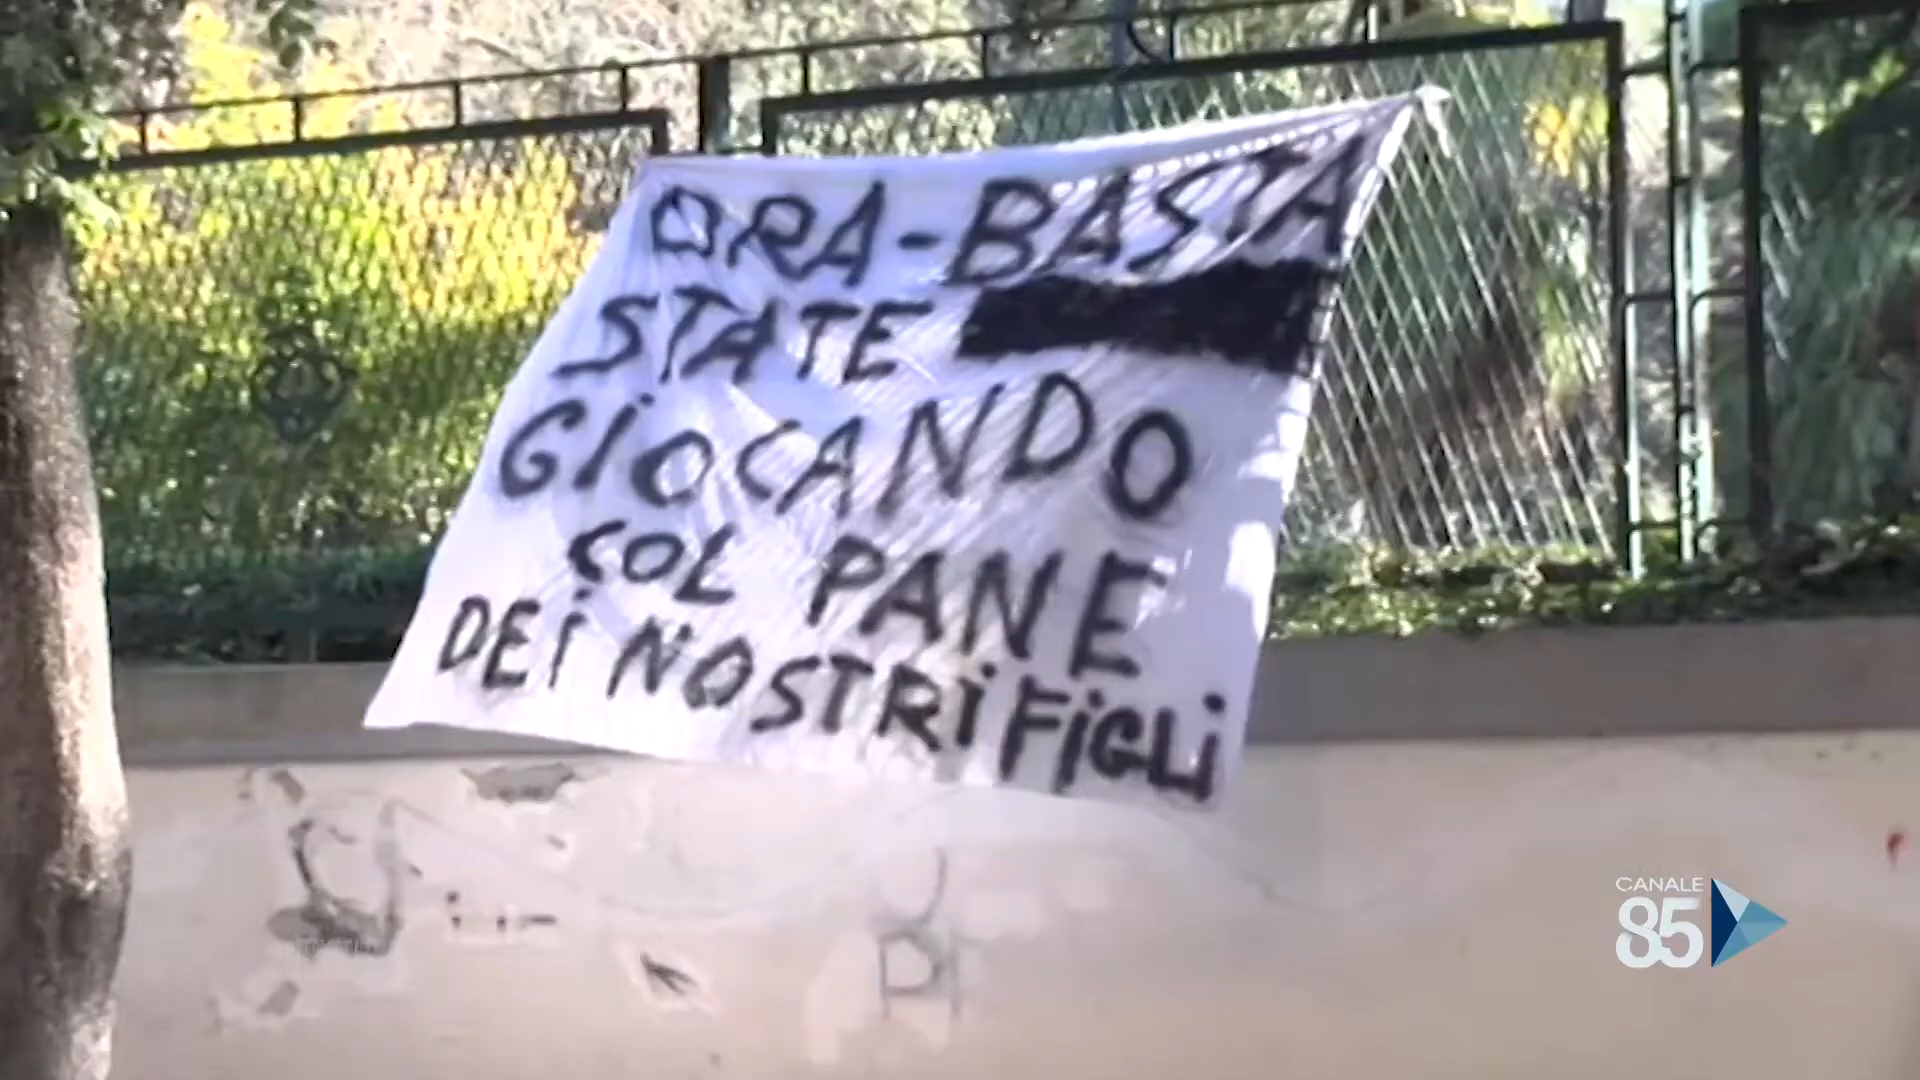 ORA-BASTA
STATE
GiOCANDO
COL PANE
DEi NOSTRi FiGLi
CANALE
85